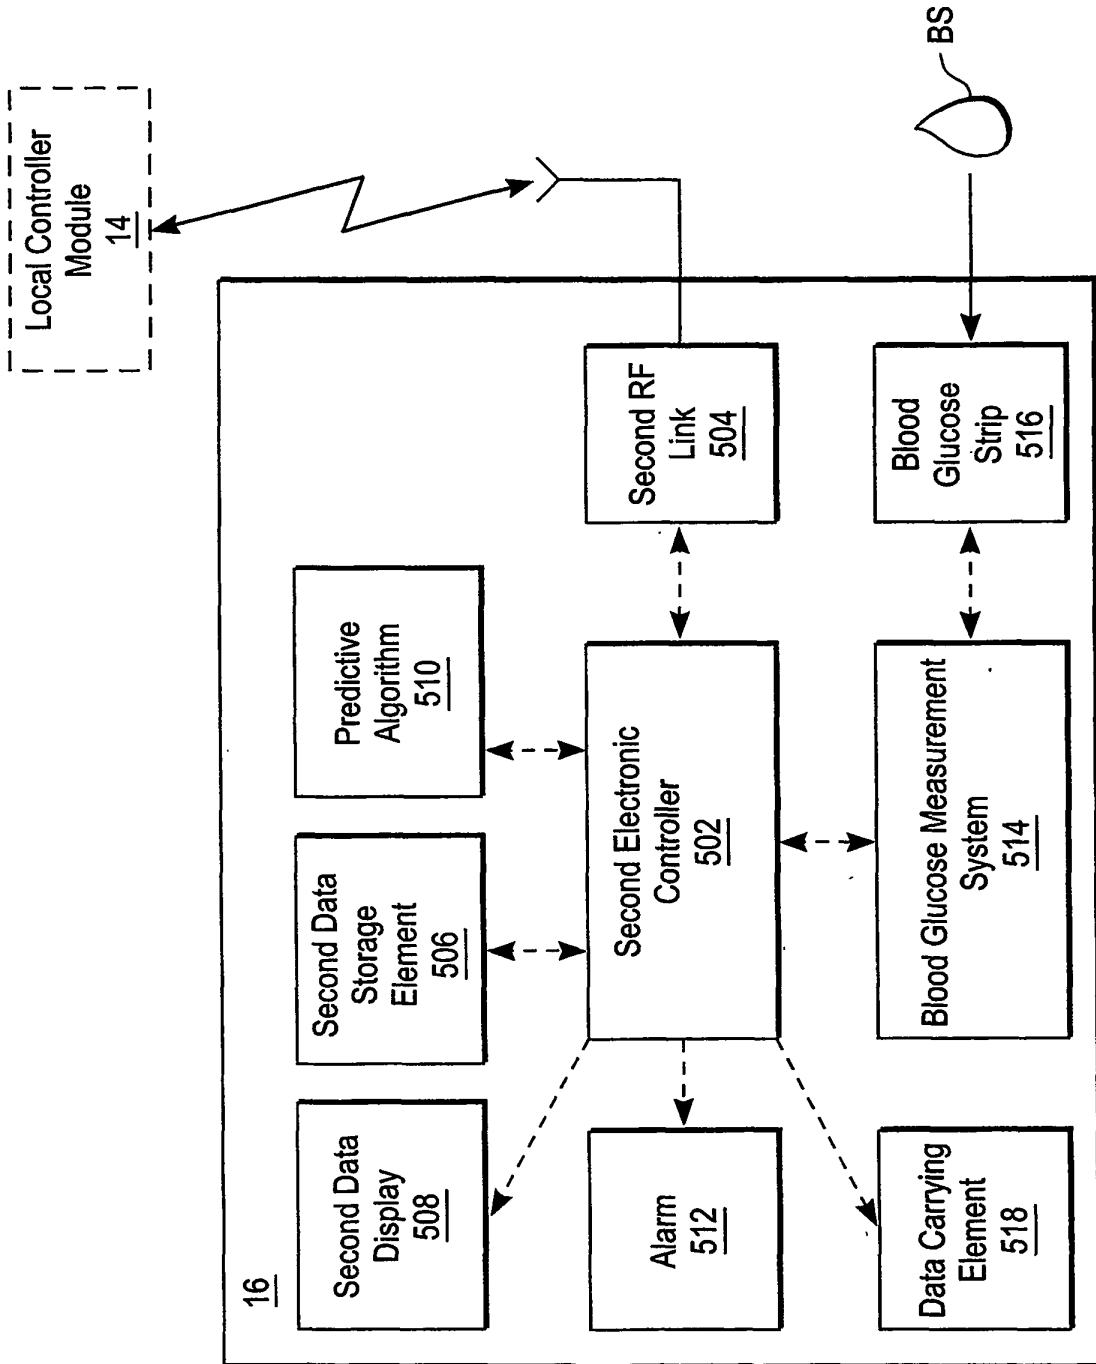 Local Controller
Module
14
BS
16
Second Data
Display
508
Second Data
Storage
Element
506
Predictive
Algorithm
510
Alarm
512
Second Electronic
Controller
502
Second RF
Link
504
Data Carrying
Element
518
Blood Glucose Measurement
System
514
Blood
Glucose
Strip
516